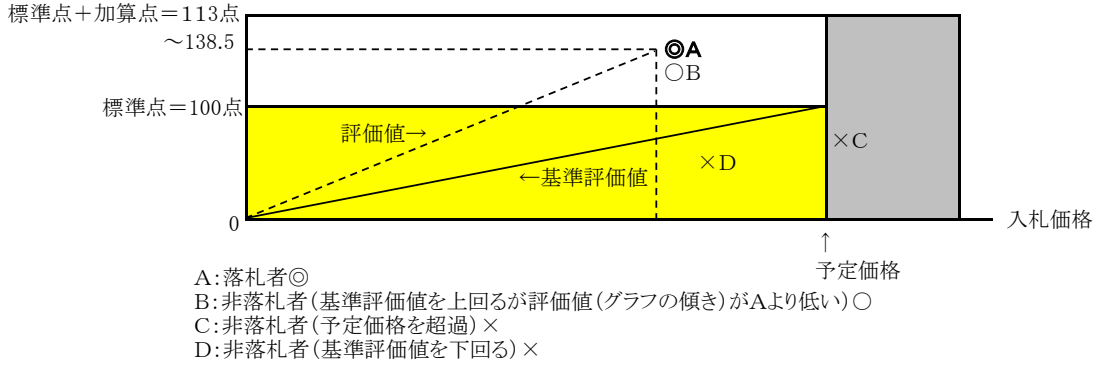 標準点＋加算点＝113点
～138.5
◎A
○B
標準点＝100点
評価値→
×C
×D
←基準評価値
0
入札価格
↑
予定価格
A：落札者◎
B：非落札者（基準評価値を上回るが評価値（グラフの傾き）がAより低い）○
C：非落札者（予定価格を超過）×
D：非落札者（基準評価値を下回る）×